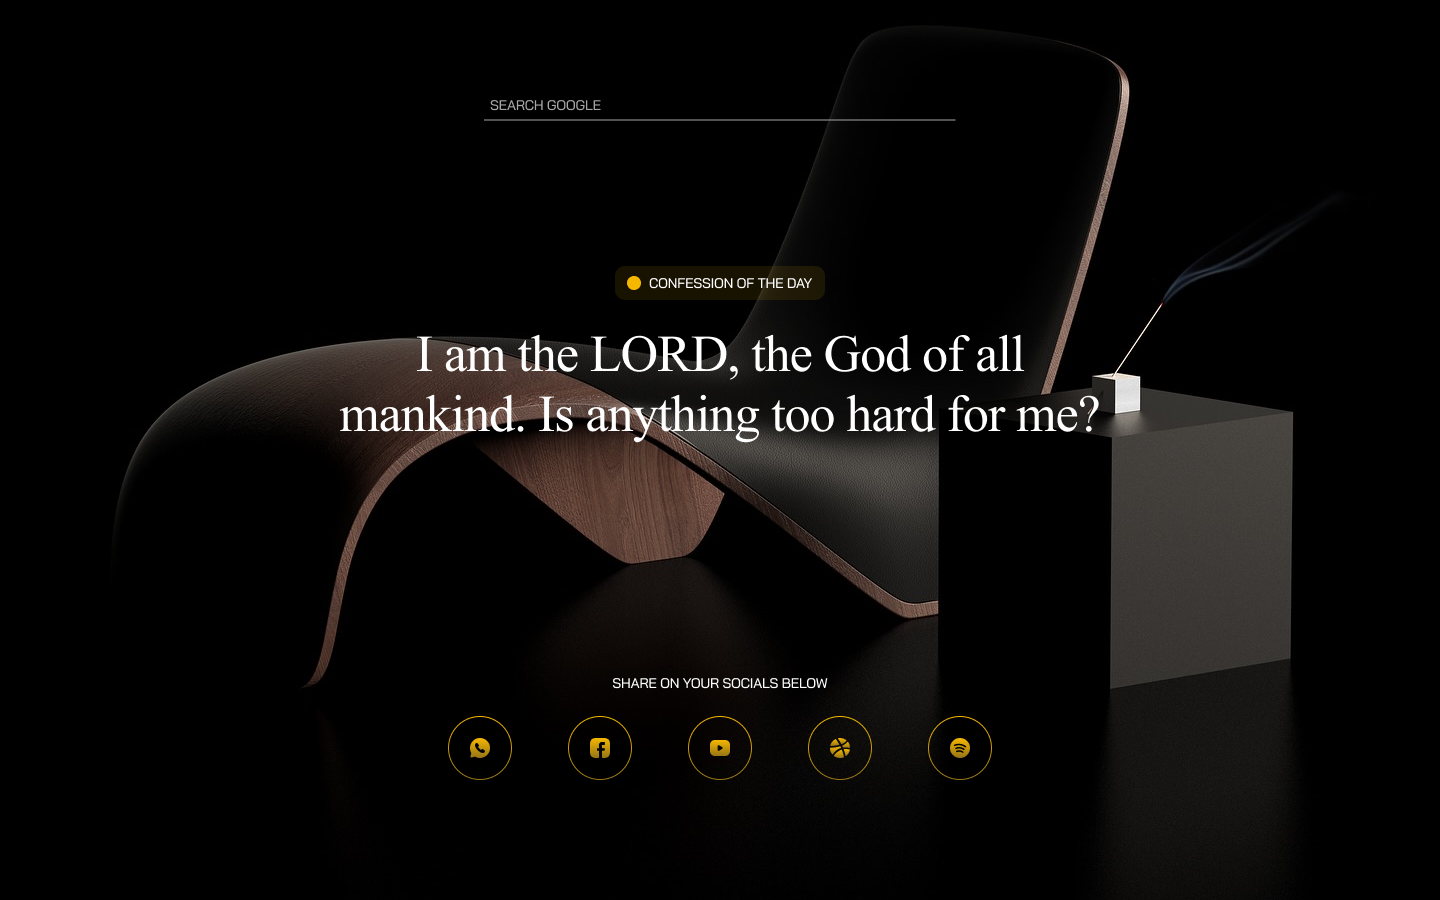 SEARCH GOOGLE
CONFESSION OF THE DAY
I am the LORD, the God of all
mankind. Is anything too hard for me?
SHARE ON YOUR SOCIALS BELOW